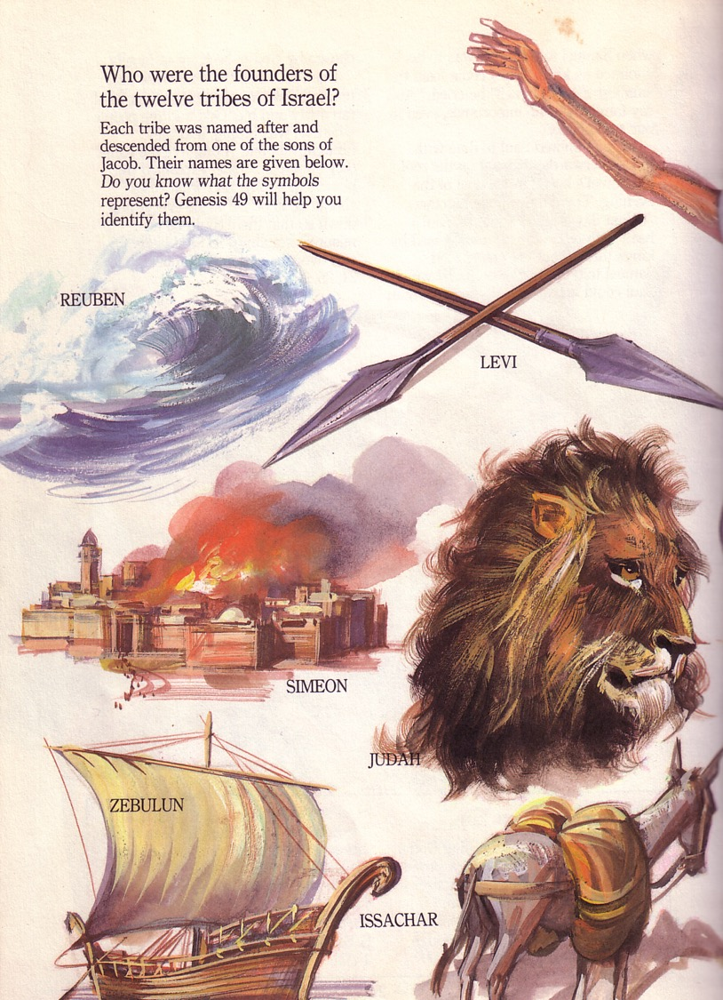 Who were the founders of
the twelve tribes of Israel?
Each tribe was named after and
descended from one of the sons of
Jacob. Their names are given below.
Do you know what the symbols
represent? Genesis 49 will help you
identify them.
REUBEN
LEVI
SIMEON
JUDAH
ZEBULUN
ISSACHAR